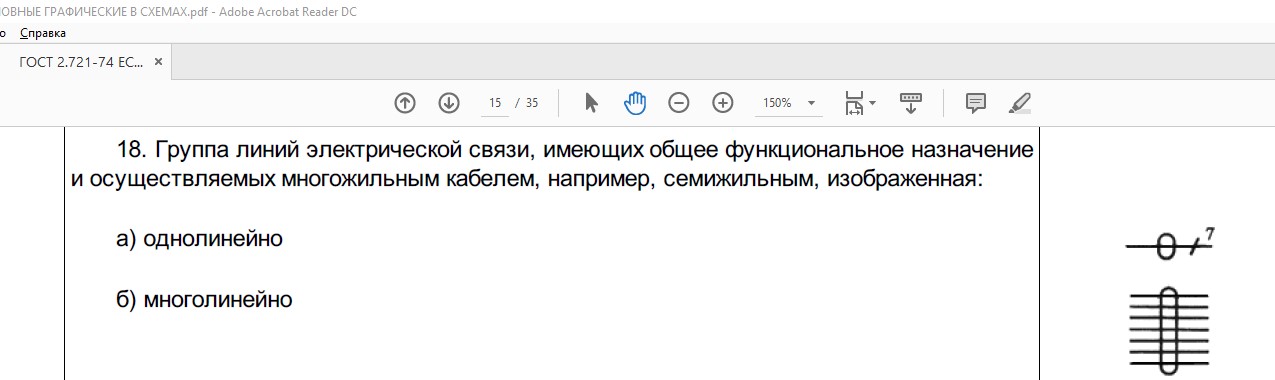 ЛОВНЫЕ ГРАФИЧЕСКИЕ В СХЕМАХ.pdf - Adobe Acrobat Reader DC
о Справка
ГОСТ 2.721-74 ЕС... ×
15 / 35 150%
18. Группа линий электрической связи, имеющих общее функциональное назначение
и осуществляемых многожильным кабелем, например, семижильным, изображенная:
а) однолинейно
7
б) многолинейно